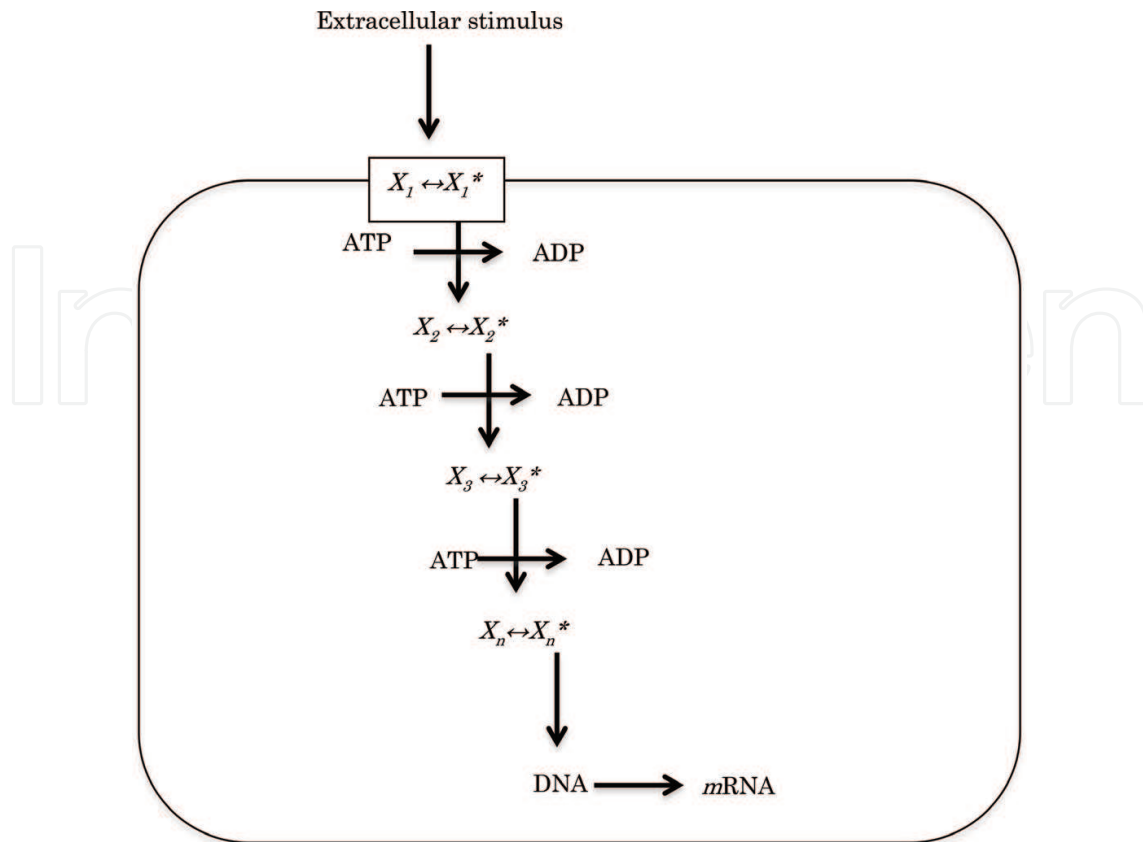 Extracellular stimulus
X₁ ↔ X₁*
ATP ADP
X₂ ↔ X₂*
ATP ADP
X₃ ↔ X₃*
ATP ADP
Xₙ ↔ Xₙ*
DNA mRNA